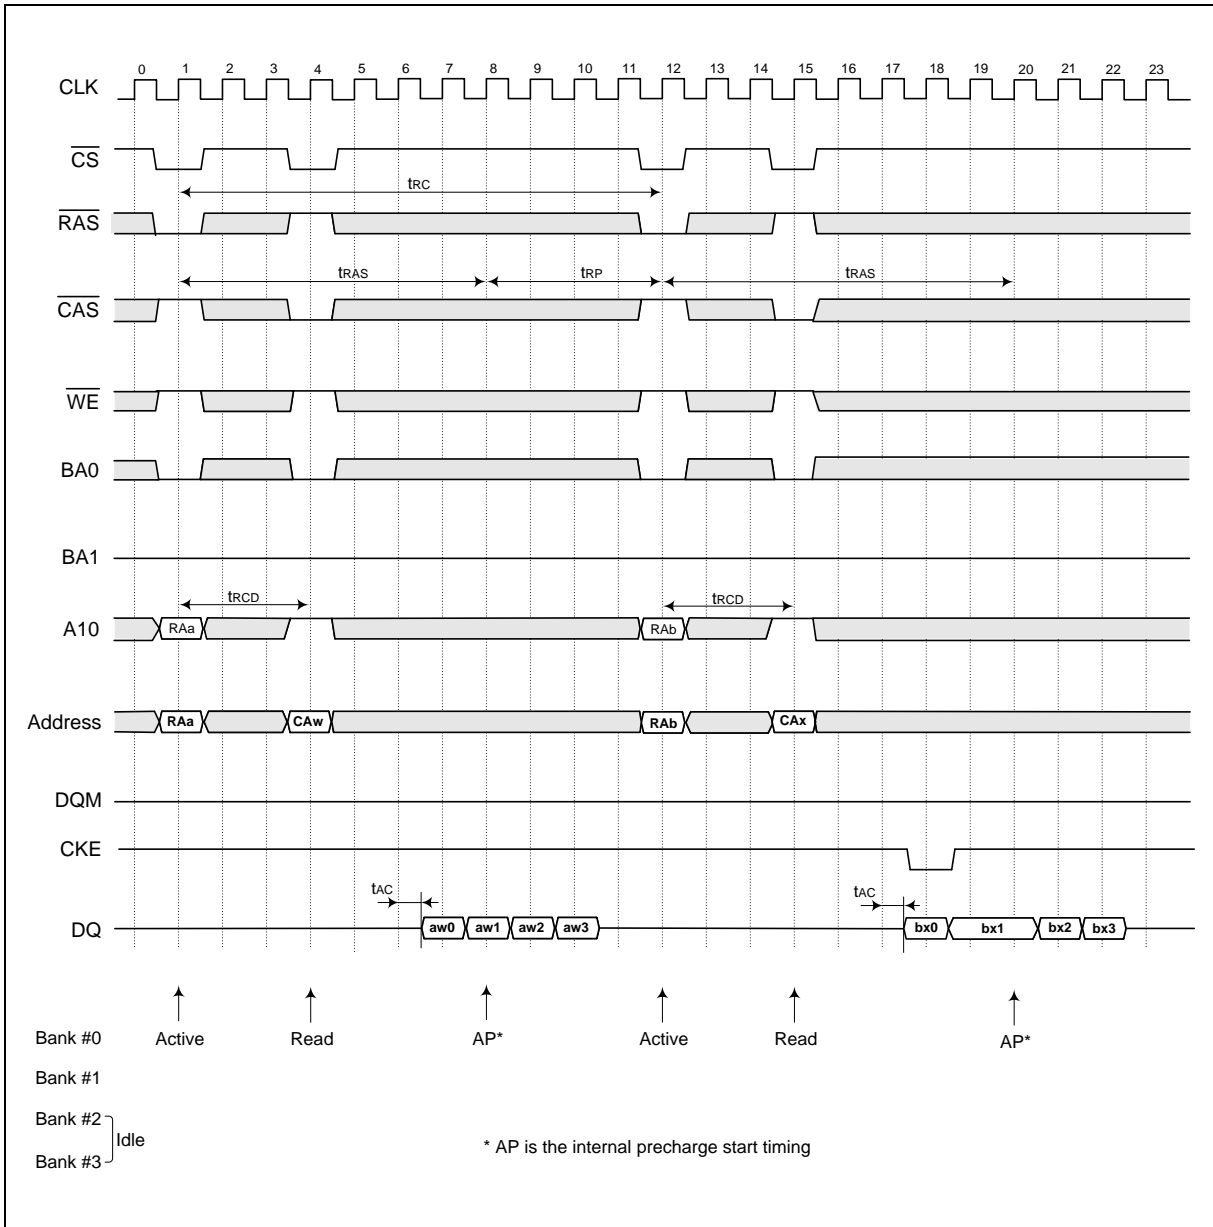 0 1 2 3 4 5 6 7 8 9 10 11 12 13 14 15 16 17 18 19 20 21 22 23
CLK
CS
tRC
RAS
tRAS tRP tRAS
CAS
WE
BA0
BA1
tRCD tRCD
A10 RAa RAb
Address RAa CAw RAb CAx
DQM
CKE
tAC tAC
DQ aw0 aw1 aw2 aw3 bx0 bx1 bx2 bx3
Bank #0 Active Read AP* Active Read AP*
Bank #1
Bank #2
Idle
Bank #3
* AP is the internal precharge start timing